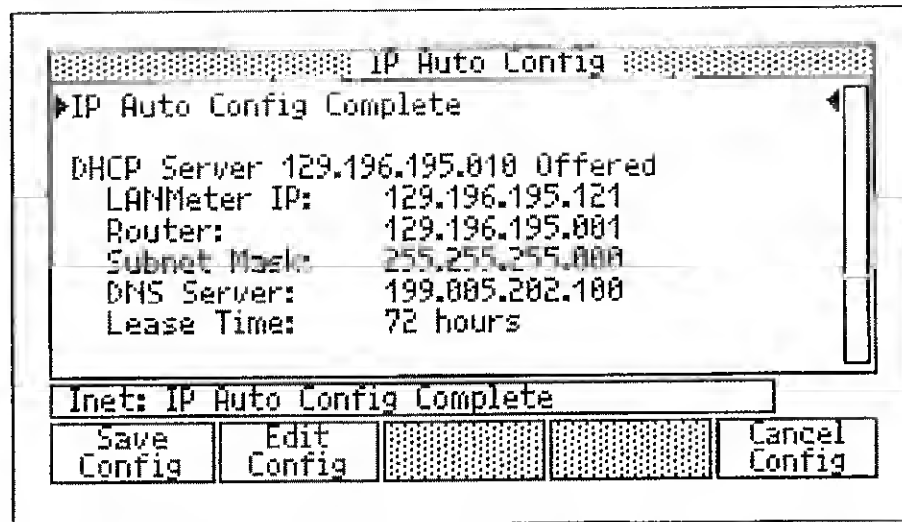 IP Auto Config
IP Auto Config Complete
DHCP Server 129.196.195.010 Offered
LANMeter IP: 129.196.195.121
Router: 129.196.195.001
Subnet Mask: 255.255.255.000
DNS Server: 199.005.202.100
Lease Time: 72 hours
Inet: IP Auto Config Complete
Save Config
Edit Config
Cancel Config